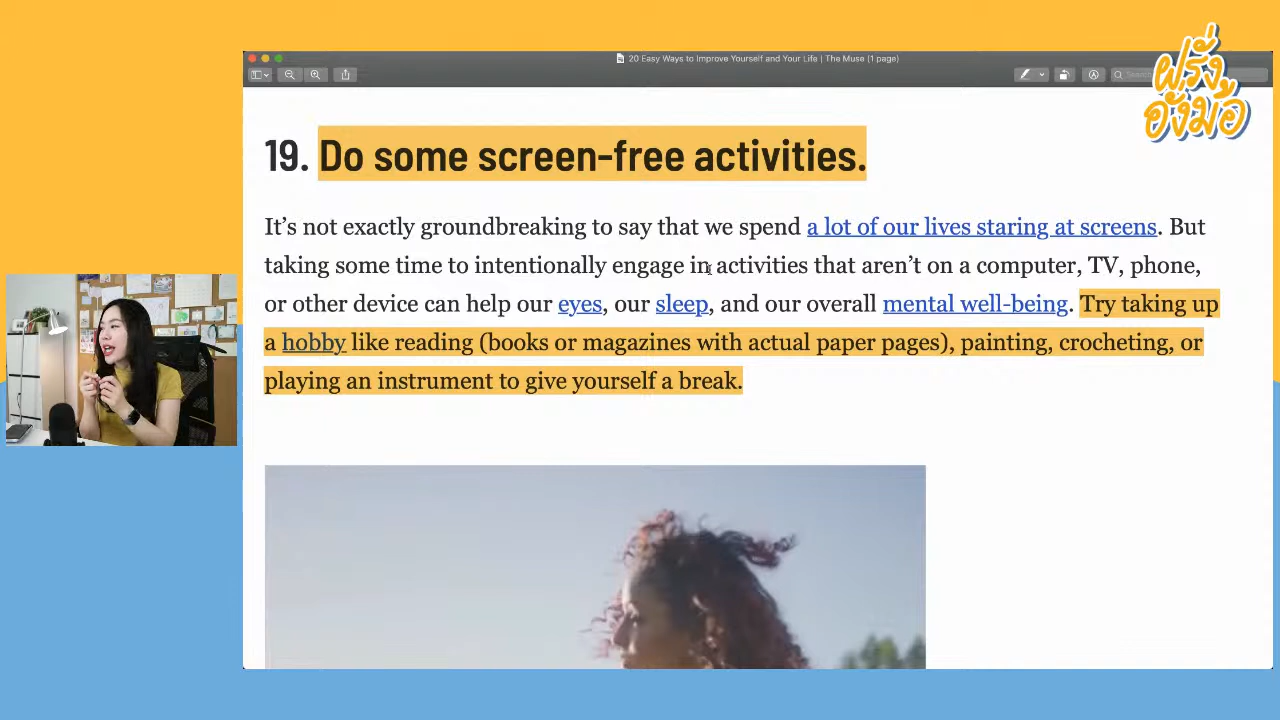 20 Easy Ways to Improve Yourself and Your Life | The Muse (1 page)
ฝรั่ง
อังม้อ
19. Do some screen-free activities.
It’s not exactly groundbreaking to say that we spend a lot of our lives staring at screens. But
taking some time to intentionally engage in activities that aren’t on a computer, TV, phone,
or other device can help our eyes, our sleep, and our overall mental well-being. Try taking up
a hobby like reading (books or magazines with actual paper pages), painting, crocheting, or
playing an instrument to give yourself a break.